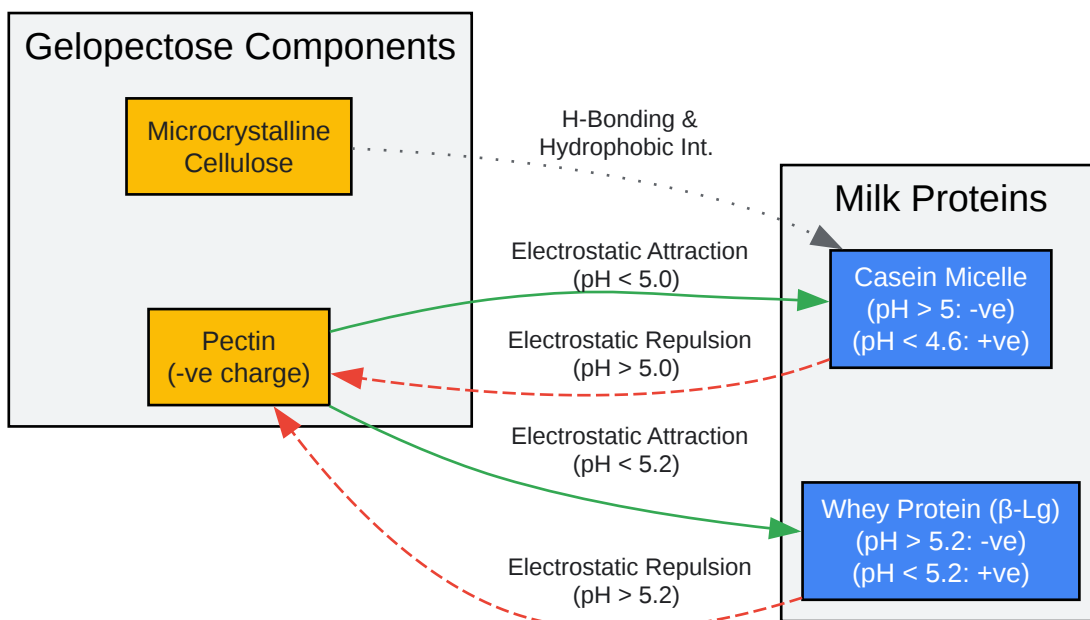 Gelopectose Components
Microcrystalline
Cellulose
H-Bonding &
Hydrophobic Int.
Milk Proteins
Electrostatic Attraction
(pH < 5.0)
Casein Micelle
(pH > 5: -ve)
(pH < 4.6: +ve)
Pectin
(-ve charge)
Electrostatic Repulsion
(pH > 5.0)
Electrostatic Attraction
(pH < 5.2)
Whey Protein (β-Lg)
(pH > 5.2: -ve)
(pH < 5.2: +ve)
Electrostatic Repulsion
(pH > 5.2)